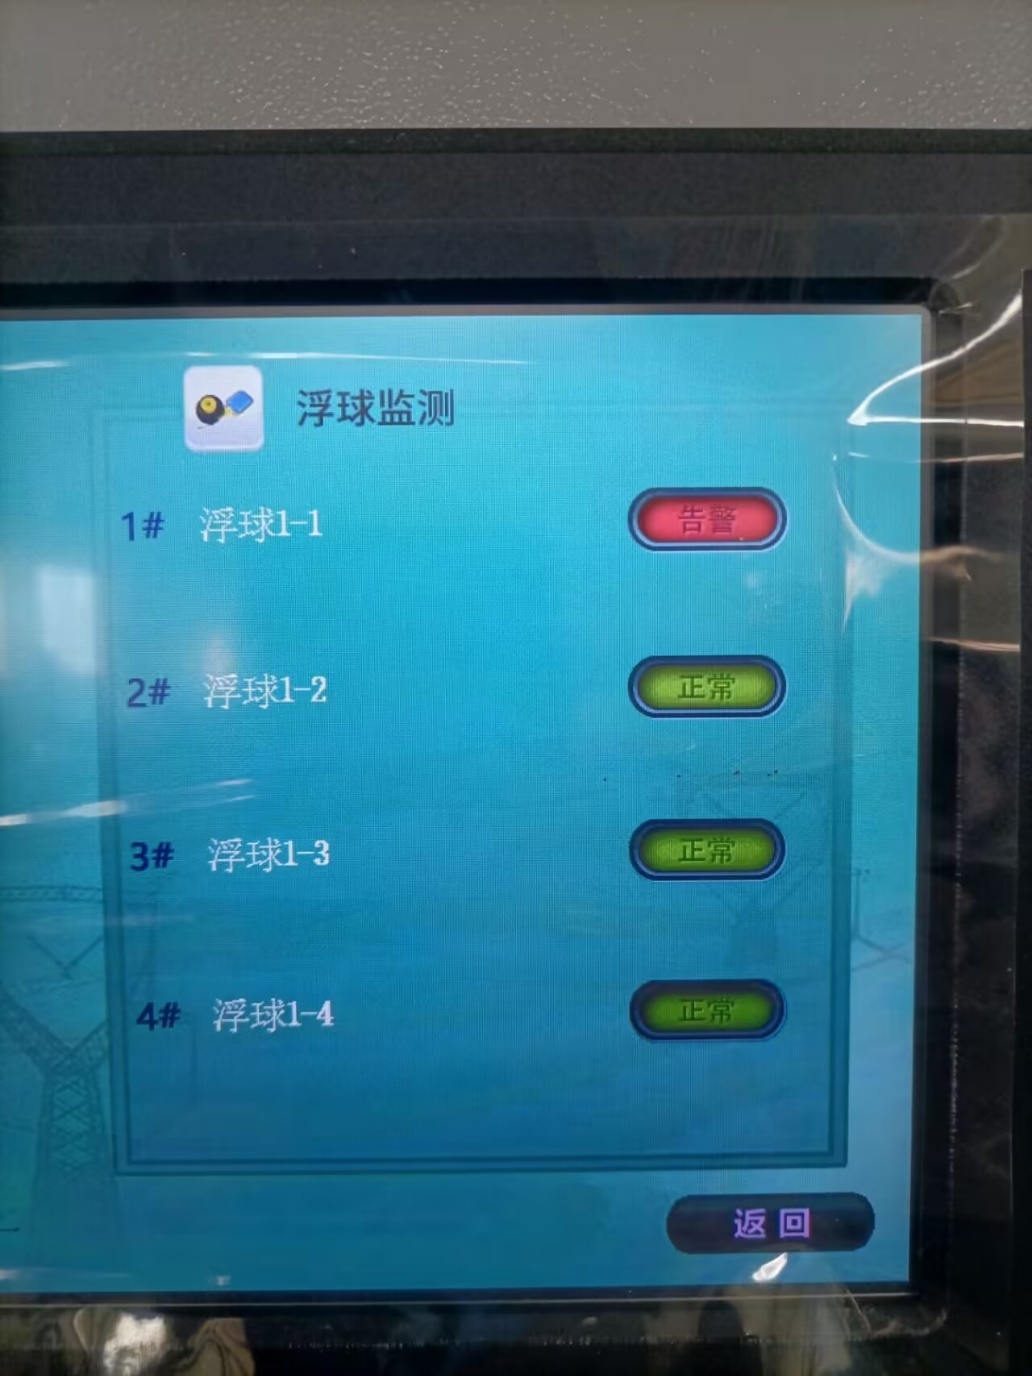 浮球监测
1# 浮球1-1 告警
2# 浮球1-2 正常
3# 浮球1-3 正常
4# 浮球1-4 正常
返回